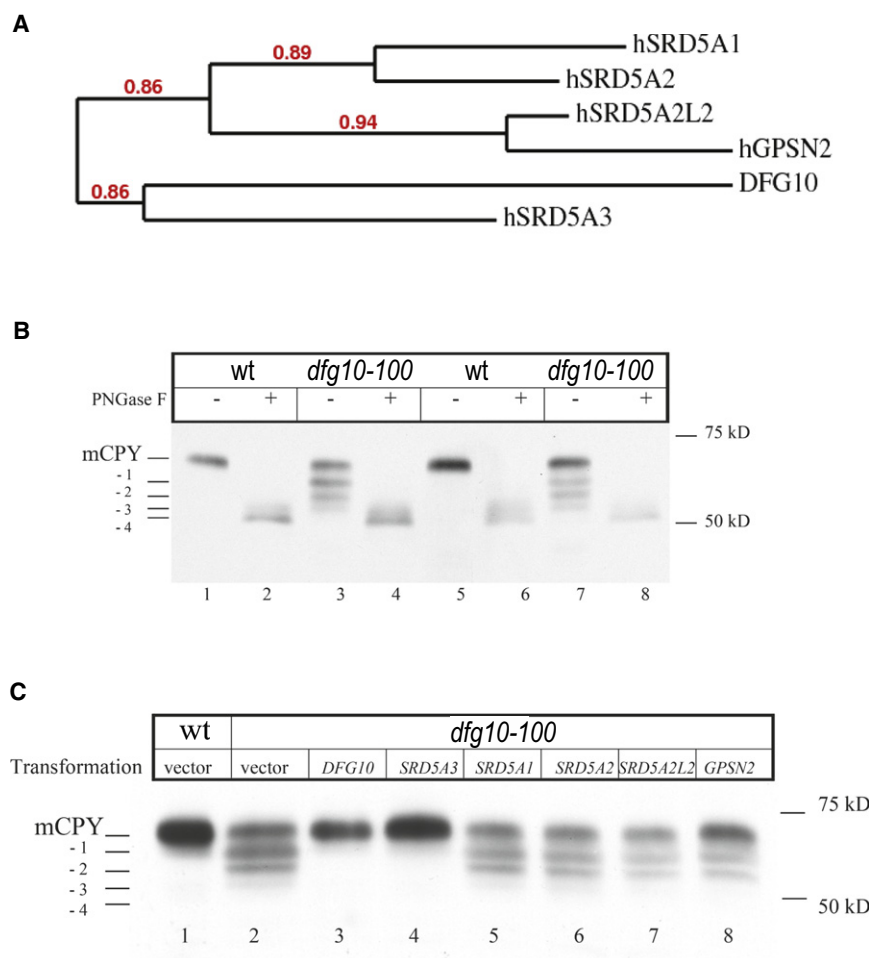 A
0.89
hSRD5A1
0.86
hSRD5A2
hSRD5A2L2
0.94
hGPSN2
0.86
DFG10
hSRD5A3
B
wt dfg10-100 wt dfg10-100
PNGase F - + - + - + - +
75 kD
mCPY
-1
-2
-3
-4
50 kD
1 2 3 4 5 6 7 8
C
wt dfg10-100
Transformation vector vector DFG10 SRD5A3 SRD5A1 SRD5A2 SRD5A2L2 GPSN2
75 kD
mCPY
-1
-2
-3
-4
50 kD
1 2 3 4 5 6 7 8